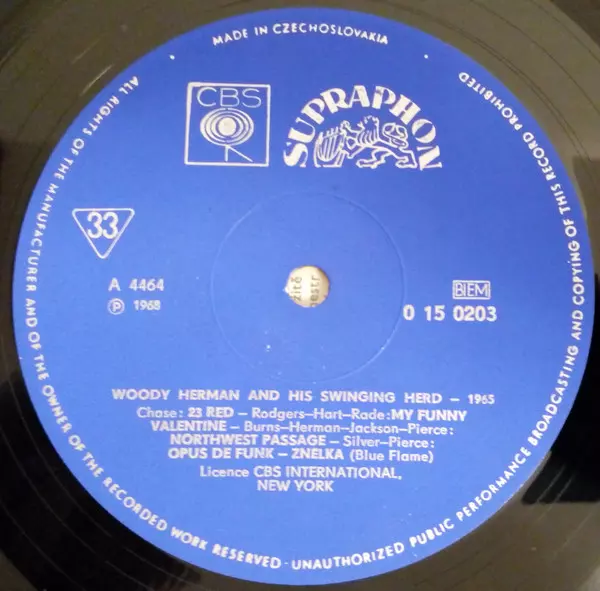 MADE IN CZECHOSLOVAKIA
ALL RIGHTS OF THE MANUFACTURER AND OF THE OWNER OF THE RECORDED WORK RESERVED - UNAUTHORIZED PUBLIC PERFORMANCE BROADCASTING AND COPYING OF THIS RECORD PROHIBITED
CBS
SUPRAPHON
33
A 4464
℗ 1968
BIEM
0 15 0203
WOODY HERMAN AND HIS SWINGING HERD – 1965
Chase: 23 RED – Rodgers–Hart–Rade: MY FUNNY
VALENTINE – Burns–Herman–Jackson–Pierce:
NORTHWEST PASSAGE – Silver–Pierce:
OPUS DE FUNK – ZNELKA (Blue Flame)
Licence CBS INTERNATIONAL,
NEW YORK